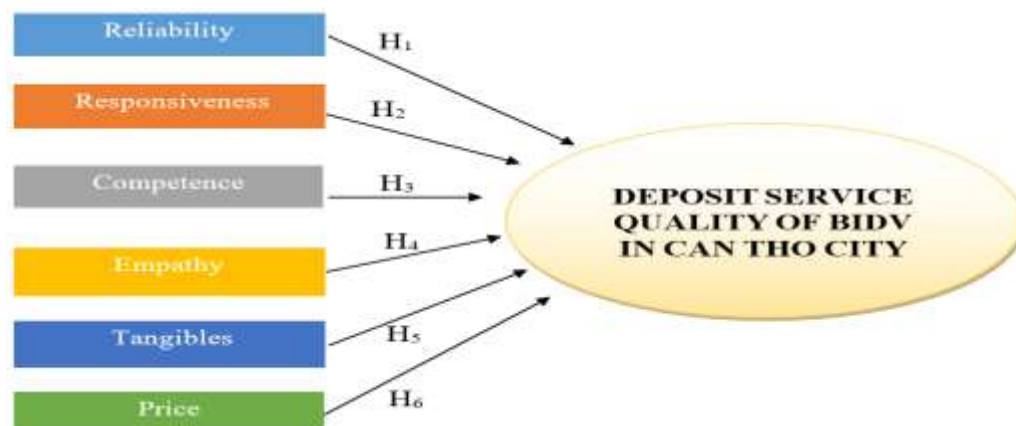 Reliability
H₁
Responsiveness
H₂
Competence
H₃
Empathy
H₄
Tangibles
H₅
Price
H₆
DEPOSIT SERVICE
QUALITY OF BIDV
IN CAN THO CITY